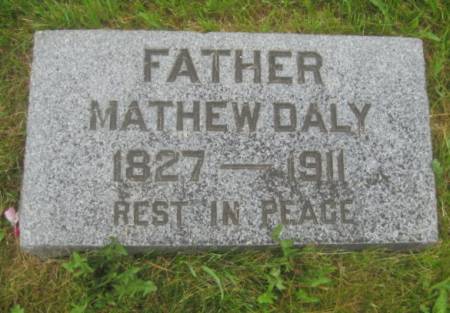 FATHER
MATHEW DALY
1827 — 1911
REST IN PEACE